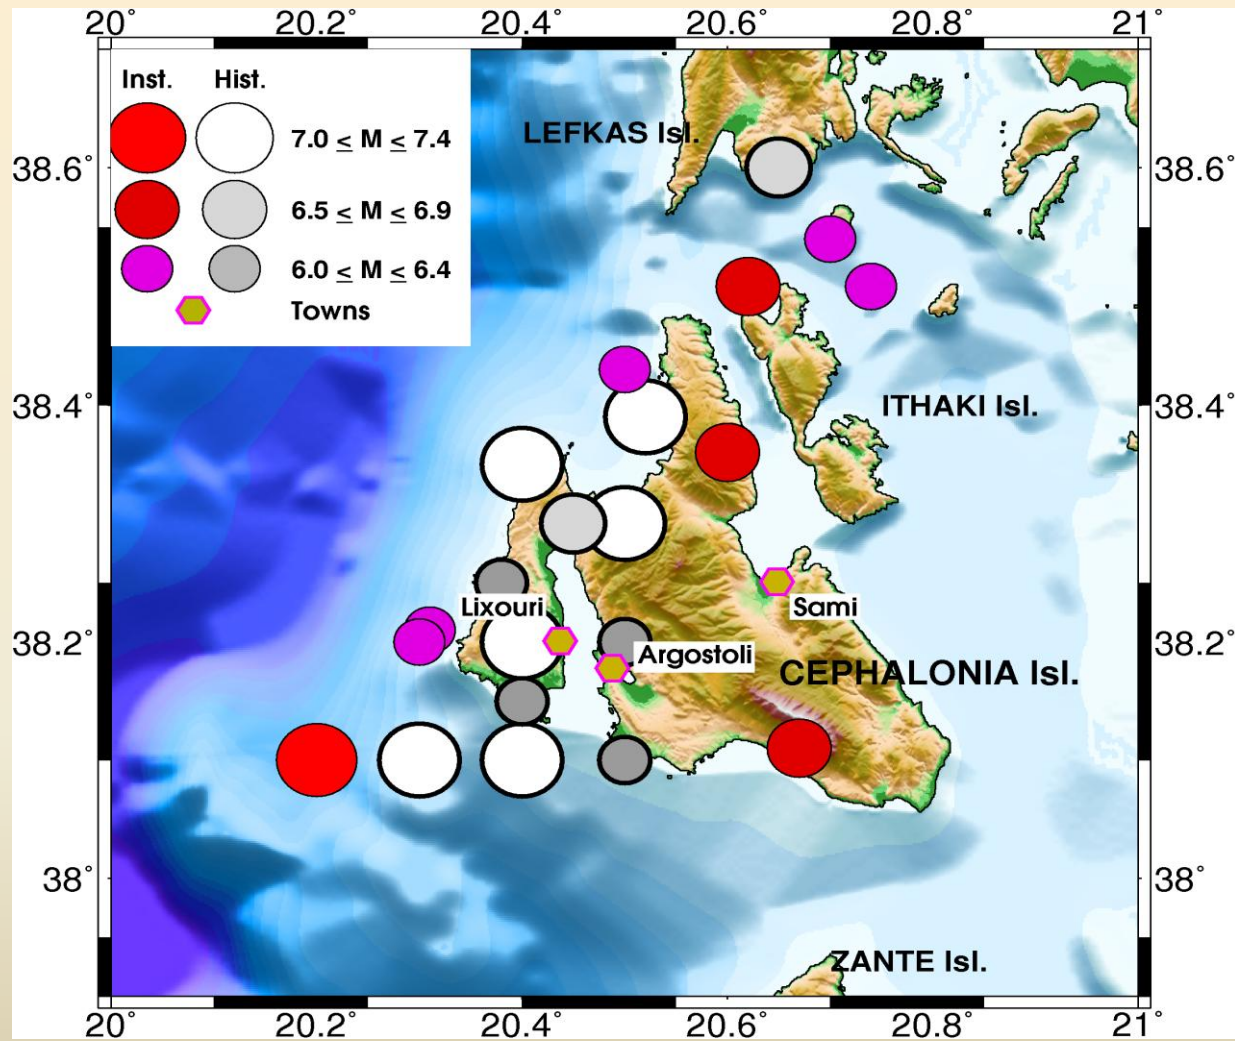 20° 20.2° 20.4° 20.6° 20.8° 21°
Inst. Hist.
7.0 ≤ M ≤ 7.4
6.5 ≤ M ≤ 6.9
6.0 ≤ M ≤ 6.4
Towns
LEFKAS Isl.
38.6° 38.6°
38.4° 38.4°
ITHAKI Isl.
Lixouri
Sami
38.2° 38.2°
Argostoli
CEPHALONIA Isl.
38° 38°
ZANTE Isl.
20° 20.2° 20.4° 20.6° 20.8° 21°